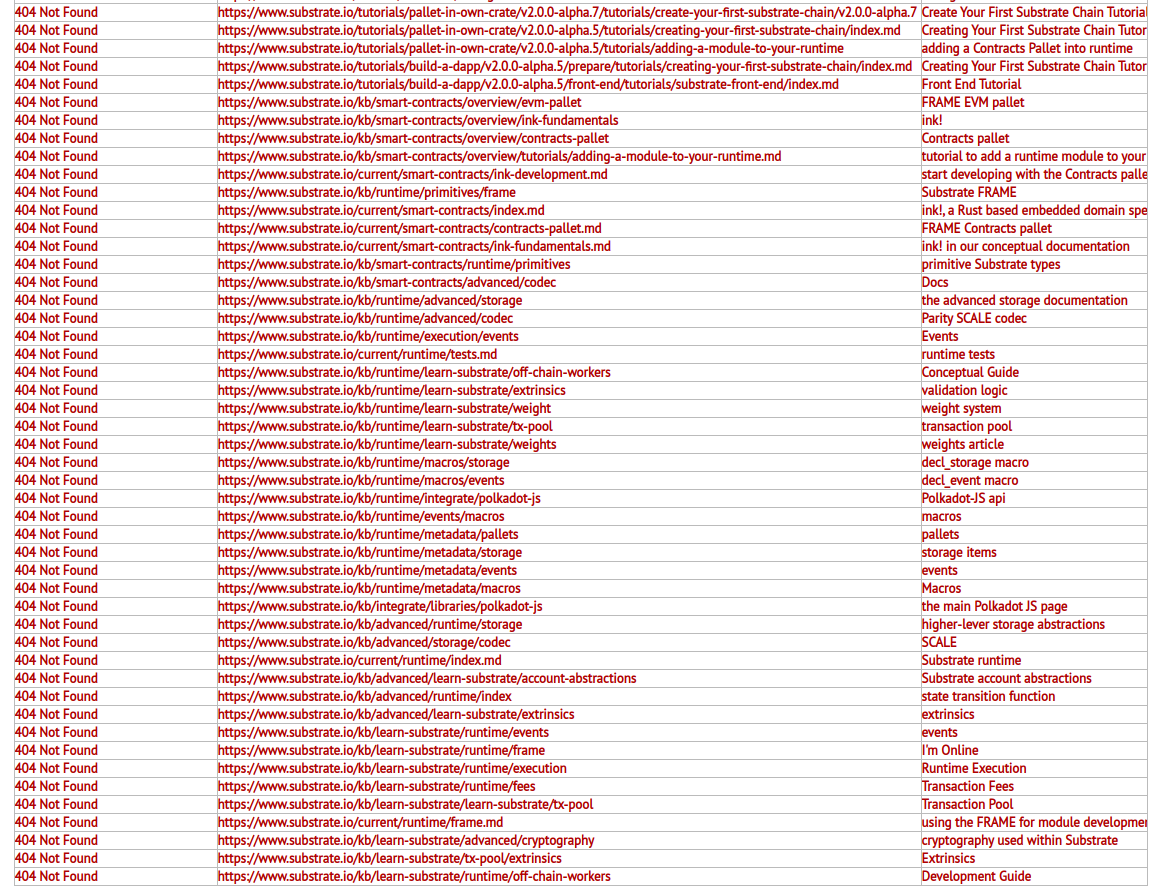 404 Not Found https://www.substrate.io/tutorials/pallet-in-own-crate/v2.0.0-alpha.7/tutorials/create-your-first-substrate-chain/v2.0.0-alpha.7 Create Your First Substrate Chain Tutorial
404 Not Found https://www.substrate.io/tutorials/pallet-in-own-crate/v2.0.0-alpha.5/tutorials/creating-your-first-substrate-chain/index.md Creating Your First Substrate Chain Tutor
404 Not Found https://www.substrate.io/tutorials/pallet-in-own-crate/v2.0.0-alpha.5/tutorials/adding-a-module-to-your-runtime adding a Contracts Pallet into runtime
404 Not Found https://www.substrate.io/tutorials/build-a-dapp/v2.0.0-alpha.5/prepare/tutorials/creating-your-first-substrate-chain/index.md Creating Your First Substrate Chain Tutor
404 Not Found https://www.substrate.io/tutorials/build-a-dapp/v2.0.0-alpha.5/front-end/tutorials/substrate-front-end/index.md Front End Tutorial
404 Not Found https://www.substrate.io/kb/smart-contracts/overview/evm-pallet FRAME EVM pallet
404 Not Found https://www.substrate.io/kb/smart-contracts/overview/ink-fundamentals ink!
404 Not Found https://www.substrate.io/kb/smart-contracts/overview/contracts-pallet Contracts pallet
404 Not Found https://www.substrate.io/kb/smart-contracts/overview/tutorials/adding-a-module-to-your-runtime.md tutorial to add a runtime module to your
404 Not Found https://www.substrate.io/current/smart-contracts/ink-development.md start developing with the Contracts palle
404 Not Found https://www.substrate.io/kb/runtime/primitives/frame Substrate FRAME
404 Not Found https://www.substrate.io/current/smart-contracts/index.md ink!, a Rust based embedded domain spe
404 Not Found https://www.substrate.io/current/smart-contracts/contracts-pallet.md FRAME Contracts pallet
404 Not Found https://www.substrate.io/current/smart-contracts/ink-fundamentals.md ink! in our conceptual documentation
404 Not Found https://www.substrate.io/kb/smart-contracts/runtime/primitives primitive Substrate types
404 Not Found https://www.substrate.io/kb/smart-contracts/advanced/codec Docs
404 Not Found https://www.substrate.io/kb/runtime/advanced/storage the advanced storage documentation
404 Not Found https://www.substrate.io/kb/runtime/advanced/codec Parity SCALE codec
404 Not Found https://www.substrate.io/kb/runtime/execution/events Events
404 Not Found https://www.substrate.io/current/runtime/tests.md runtime tests
404 Not Found https://www.substrate.io/kb/runtime/learn-substrate/off-chain-workers Conceptual Guide
404 Not Found https://www.substrate.io/kb/runtime/learn-substrate/extrinsics validation logic
404 Not Found https://www.substrate.io/kb/runtime/learn-substrate/weight weight system
404 Not Found https://www.substrate.io/kb/runtime/learn-substrate/tx-pool transaction pool
404 Not Found https://www.substrate.io/kb/runtime/learn-substrate/weights weights article
404 Not Found https://www.substrate.io/kb/runtime/macros/storage decl_storage macro
404 Not Found https://www.substrate.io/kb/runtime/macros/events decl_event macro
404 Not Found https://www.substrate.io/kb/runtime/integrate/polkadot-js Polkadot-JS api
404 Not Found https://www.substrate.io/kb/runtime/events/macros macros
404 Not Found https://www.substrate.io/kb/runtime/metadata/pallets pallets
404 Not Found https://www.substrate.io/kb/runtime/metadata/storage storage items
404 Not Found https://www.substrate.io/kb/runtime/metadata/events events
404 Not Found https://www.substrate.io/kb/runtime/metadata/macros Macros
404 Not Found https://www.substrate.io/kb/integrate/libraries/polkadot-js the main Polkadot JS page
404 Not Found https://www.substrate.io/kb/advanced/runtime/storage higher-lever storage abstractions
404 Not Found https://www.substrate.io/kb/advanced/storage/codec SCALE
404 Not Found https://www.substrate.io/current/runtime/index.md Substrate runtime
404 Not Found https://www.substrate.io/kb/advanced/learn-substrate/account-abstractions Substrate account abstractions
404 Not Found https://www.substrate.io/kb/advanced/runtime/index state transition function
404 Not Found https://www.substrate.io/kb/advanced/learn-substrate/extrinsics extrinsics
404 Not Found https://www.substrate.io/kb/learn-substrate/runtime/events events
404 Not Found https://www.substrate.io/kb/learn-substrate/runtime/frame I'm Online
404 Not Found https://www.substrate.io/kb/learn-substrate/runtime/execution Runtime Execution
404 Not Found https://www.substrate.io/kb/learn-substrate/runtime/fees Transaction Fees
404 Not Found https://www.substrate.io/kb/learn-substrate/learn-substrate/tx-pool Transaction Pool
404 Not Found https://www.substrate.io/current/runtime/frame.md using the FRAME for module developmen
404 Not Found https://www.substrate.io/kb/learn-substrate/advanced/cryptography cryptography used within Substrate
404 Not Found https://www.substrate.io/kb/learn-substrate/tx-pool/extrinsics Extrinsics
404 Not Found https://www.substrate.io/kb/learn-substrate/runtime/off-chain-workers Development Guide